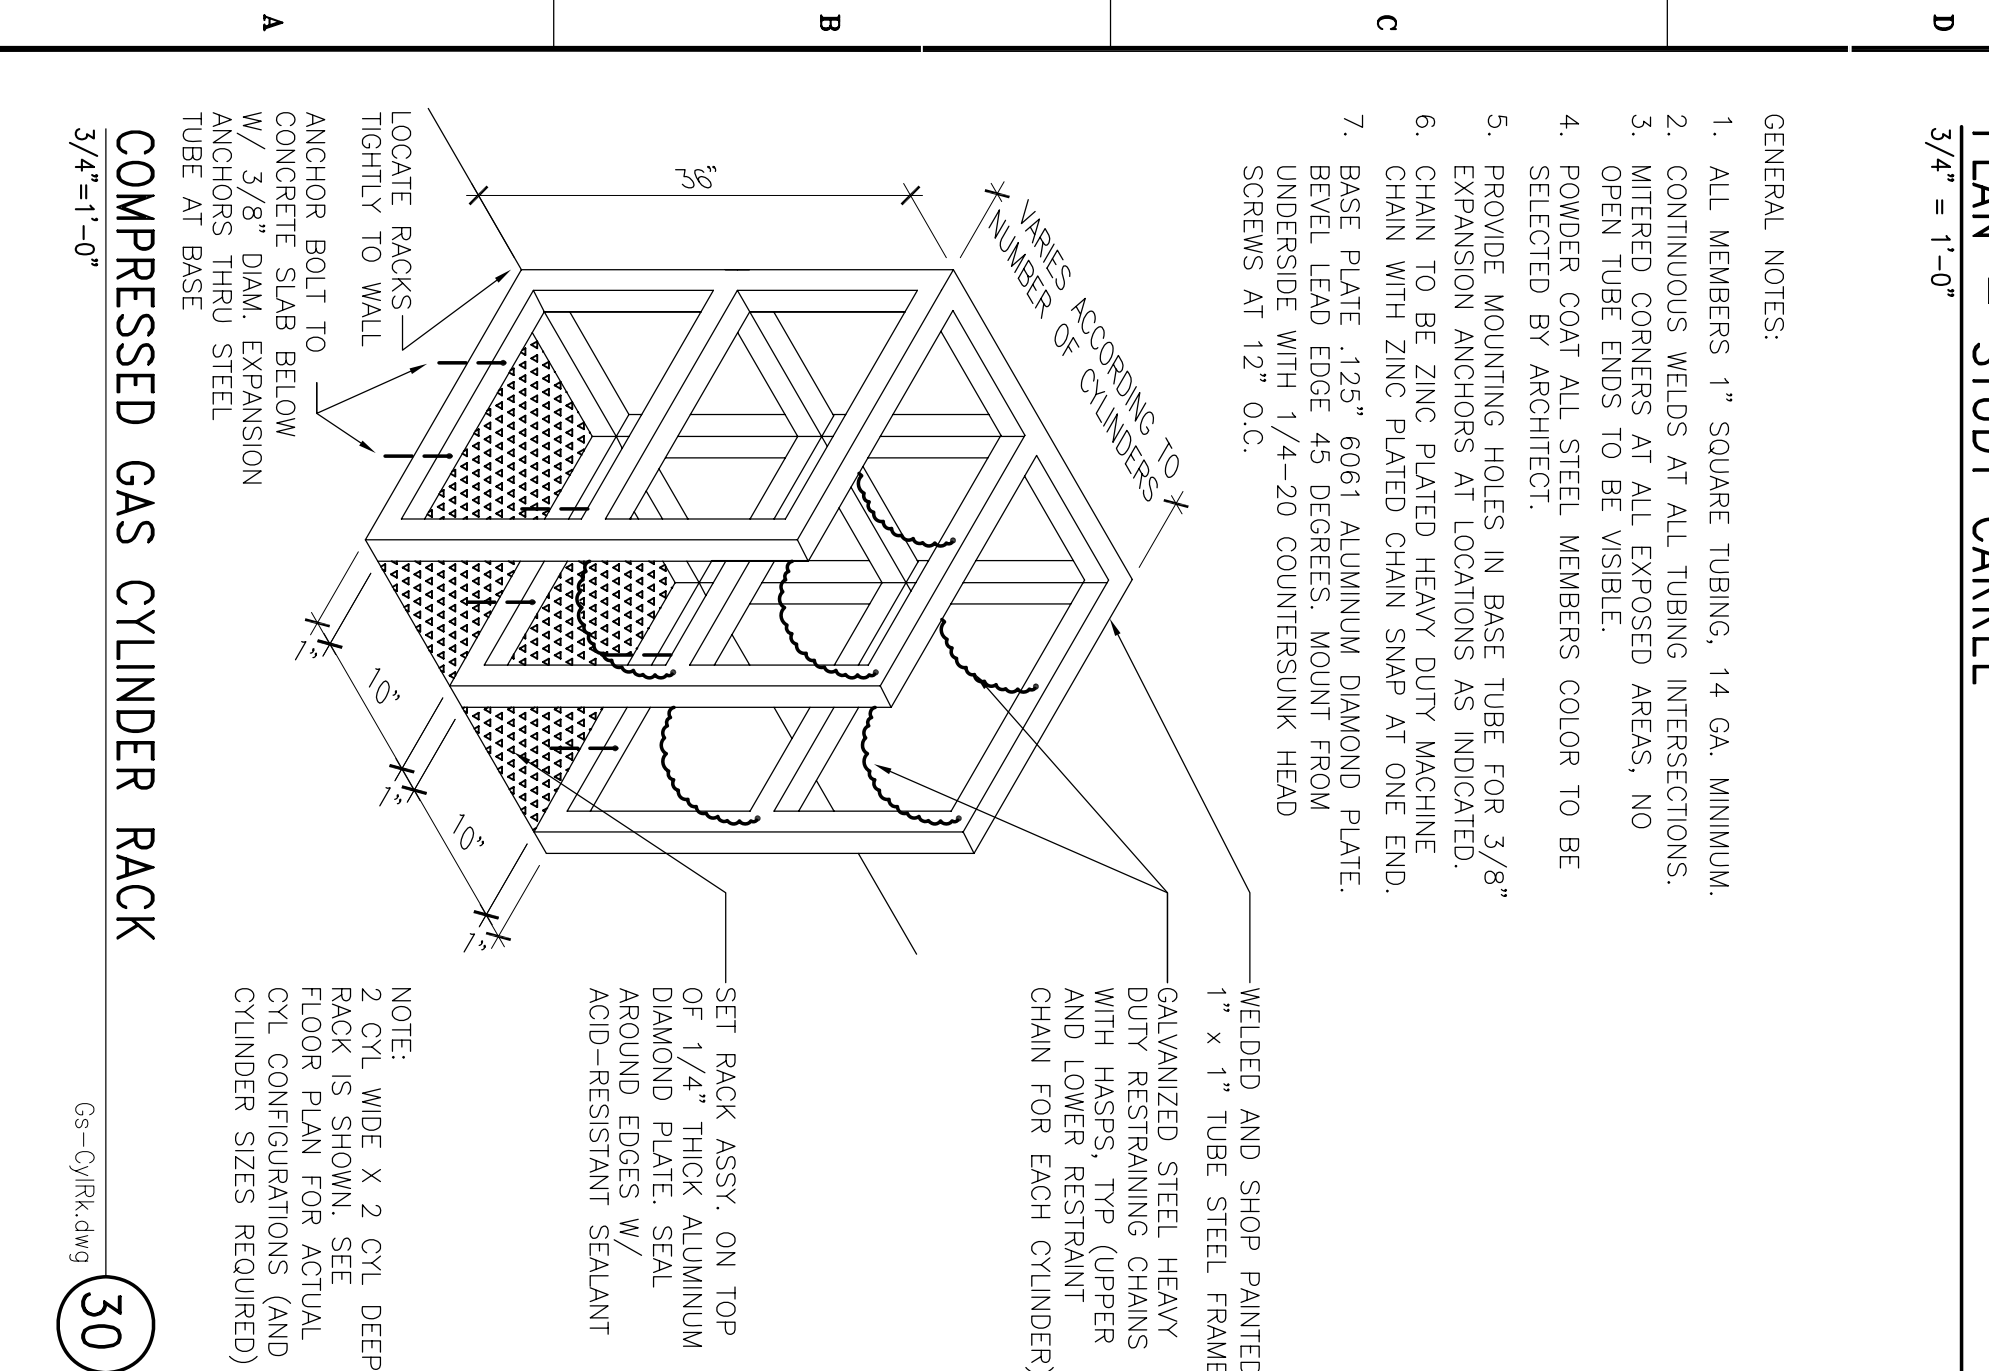 D
C
B
A
PLAN – STUDY CARREL
3/4" = 1'-0"
GENERAL NOTES:
1. ALL MEMBERS 1" SQUARE TUBING, 14 GA. MINIMUM.
2. CONTINUOUS WELDS AT ALL TUBING INTERSECTIONS.
3. MITERED CORNERS AT ALL EXPOSED AREAS, NO
OPEN TUBE ENDS TO BE VISIBLE.
4. POWDER COAT ALL STEEL MEMBERS COLOR TO BE
SELECTED BY ARCHITECT.
5. PROVIDE MOUNTING HOLES IN BASE TUBE FOR 3/8"
EXPANSION ANCHORS AT LOCATIONS AS INDICATED.
6. CHAIN TO BE ZINC PLATED HEAVY DUTY MACHINE
CHAIN WITH ZINC PLATED CHAIN SNAP AT ONE END.
7. BASE PLATE .125" 6061 ALUMINUM DIAMOND PLATE.
BEVEL LEAD EDGE 45 DEGREES. MOUNT FROM
UNDERSIDE WITH 1/4-20 COUNTERSUNK HEAD
SCREWS AT 12" O.C.
VARIES ACCORDING TO
NUMBER OF CYLINDERS
36"
WELDED AND SHOP PAINTED
1" x 1" TUBE STEEL FRAME
GALVANIZED STEEL HEAVY
DUTY RESTRAINING CHAINS
WITH HASPS, TYP (UPPER
AND LOWER RESTRAINT
CHAIN FOR EACH CYLINDER)
SET RACK ASSY. ON TOP
OF 1/4" THICK ALUMINUM
DIAMOND PLATE. SEAL
AROUND EDGES W/
ACID-RESISTANT SEALANT
LOCATE RACKS
TIGHTLY TO WALL
ANCHOR BOLT TO
CONCRETE SLAB BELOW
W/ 3/8" DIAM. EXPANSION
ANCHORS THRU STEEL
TUBE AT BASE
1"
10"
1"
10"
1"
NOTE:
2 CYL WIDE X 2 CYL DEEP
RACK IS SHOWN. SEE
FLOOR PLAN FOR ACTUAL
CYL CONFIGURATIONS (AND
CYLINDER SIZES REQUIRED)
COMPRESSED GAS CYLINDER RACK
3/4"=1'-0"
Gs-CylRk.dwg
30